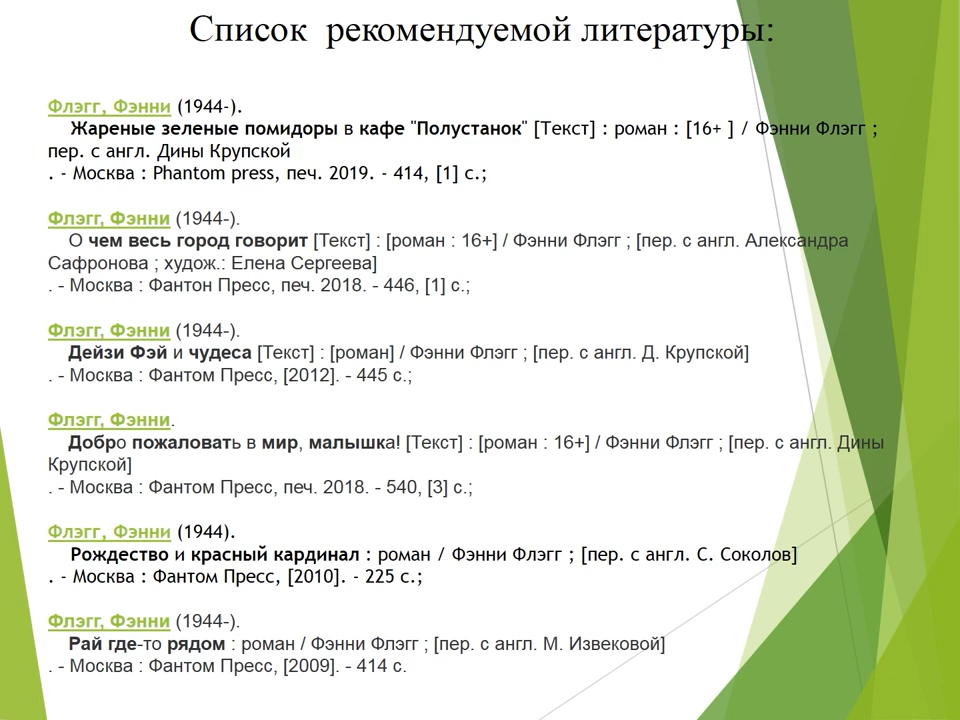 Список рекомендуемой литературы:
Флэгг, Фэнни (1944-).
Жареные зеленые помидоры в кафе "Полустанок" [Текст] : роман : [16+ ] / Фэнни Флэгг ;
пер. с англ. Дины Крупской
. - Москва : Phantom press, печ. 2019. - 414, [1] с.;
Флэгг, Фэнни (1944-).
О чем весь город говорит [Текст] : [роман : 16+] / Фэнни Флэгг ; [пер. с англ. Александра
Сафронова ; худож.: Елена Сергеева]
. - Москва : Фантон Пресс, печ. 2018. - 446, [1] с.;
Флэгг, Фэнни (1944-).
Дейзи Фэй и чудеса [Текст] : [роман] / Фэнни Флэгг ; [пер. с англ. Д. Крупской]
. - Москва : Фантом Пресс, [2012]. - 445 с.;
Флэгг, Фэнни.
Добро пожаловать в мир, малышка! [Текст] : [роман : 16+] / Фэнни Флэгг ; [пер. с англ. Дины
Крупской]
. - Москва : Фантом Пресс, печ. 2018. - 540, [3] с.;
Флэгг, Фэнни (1944).
Рождество и красный кардинал : роман / Фэнни Флэгг ; [пер. с англ. С. Соколов]
. - Москва : Фантом Пресс, [2010]. - 225 с.;
Флэгг, Фэнни (1944-).
Рай где-то рядом : роман / Фэнни Флэгг ; [пер. с англ. М. Извековой]
. - Москва : Фантом Пресс, [2009]. - 414 с.